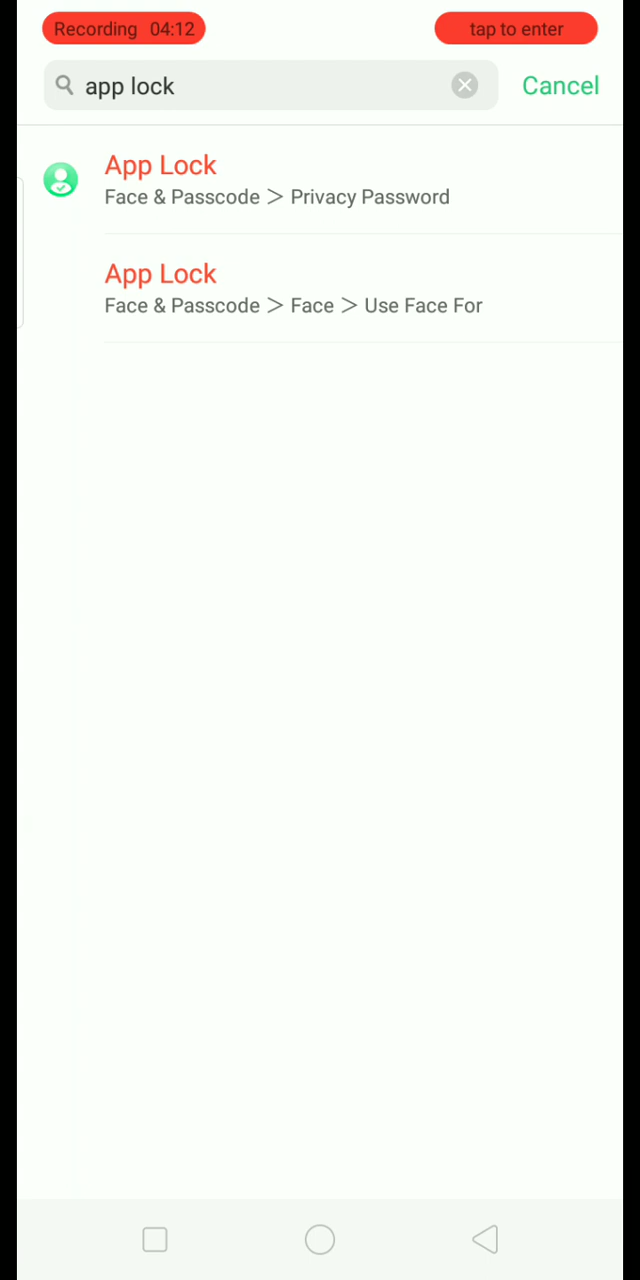 Recording 04:12
tap to enter
app lock
Cancel
App Lock
Face & Passcode > Privacy Password
App Lock
Face & Passcode > Face > Use Face For